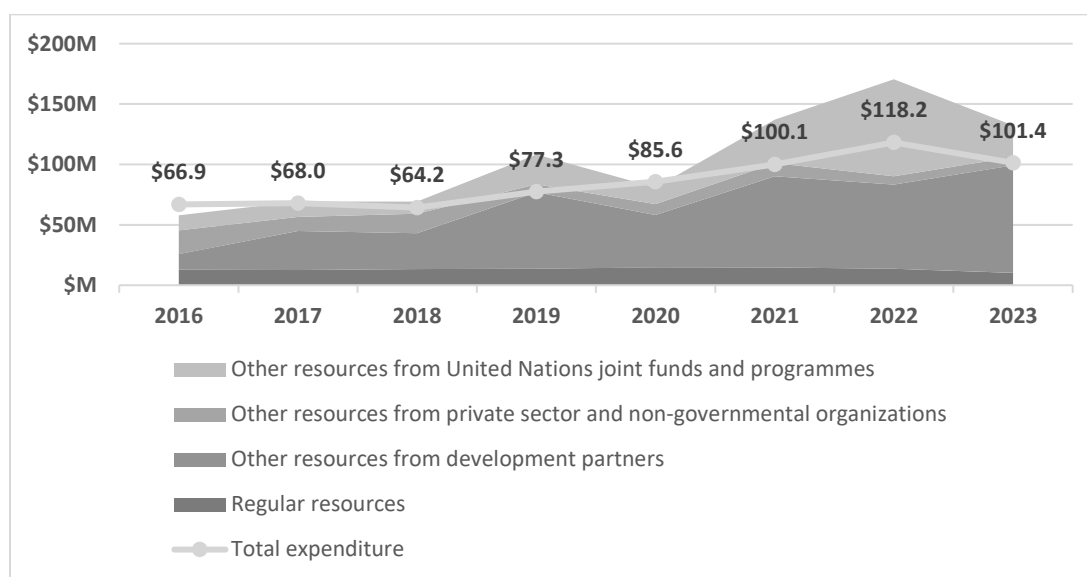 $200M
$150M
$100M
$50M
$M
$66.9
$68.0
$64.2
$77.3
$85.6
$100.1
$118.2
$101.4
2016 2017 2018 2019 2020 2021 2022 2023
Other resources from United Nations joint funds and programmes
Other resources from private sector and non-governmental organizations
Other resources from development partners
Regular resources
Total expenditure